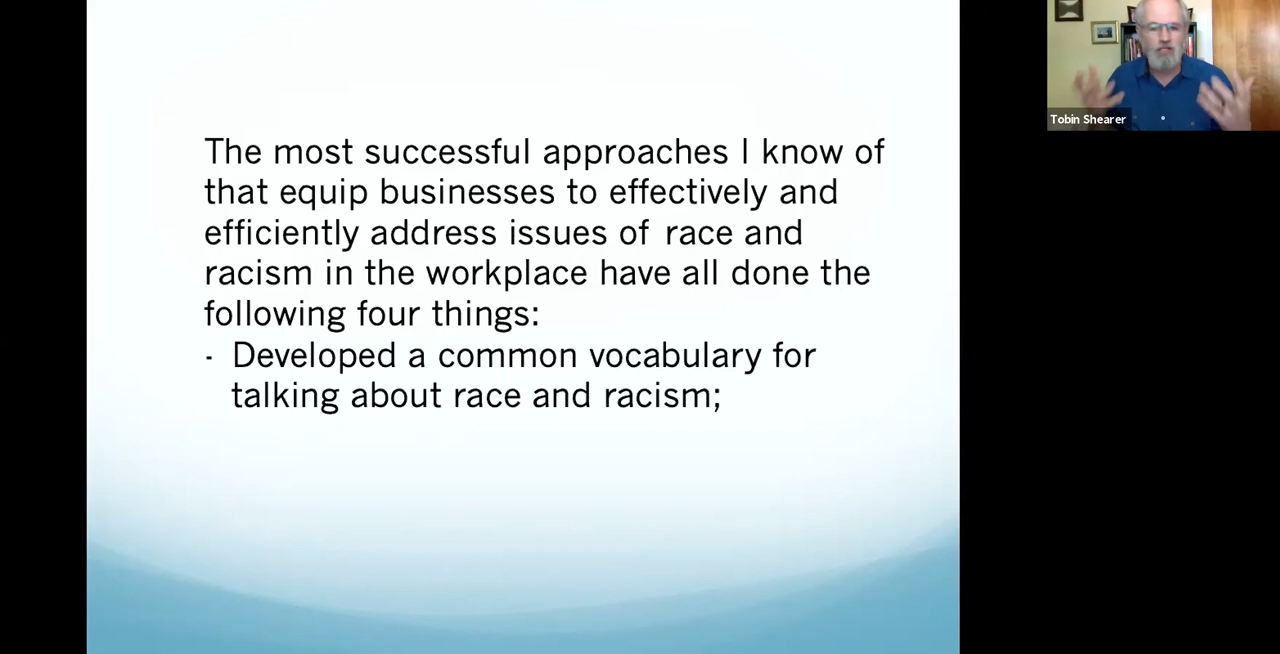 The most successful approaches I know of
that equip businesses to effectively and
efficiently address issues of race and
racism in the workplace have all done the
following four things:
- Developed a common vocabulary for
talking about race and racism;
Tobin Shearer